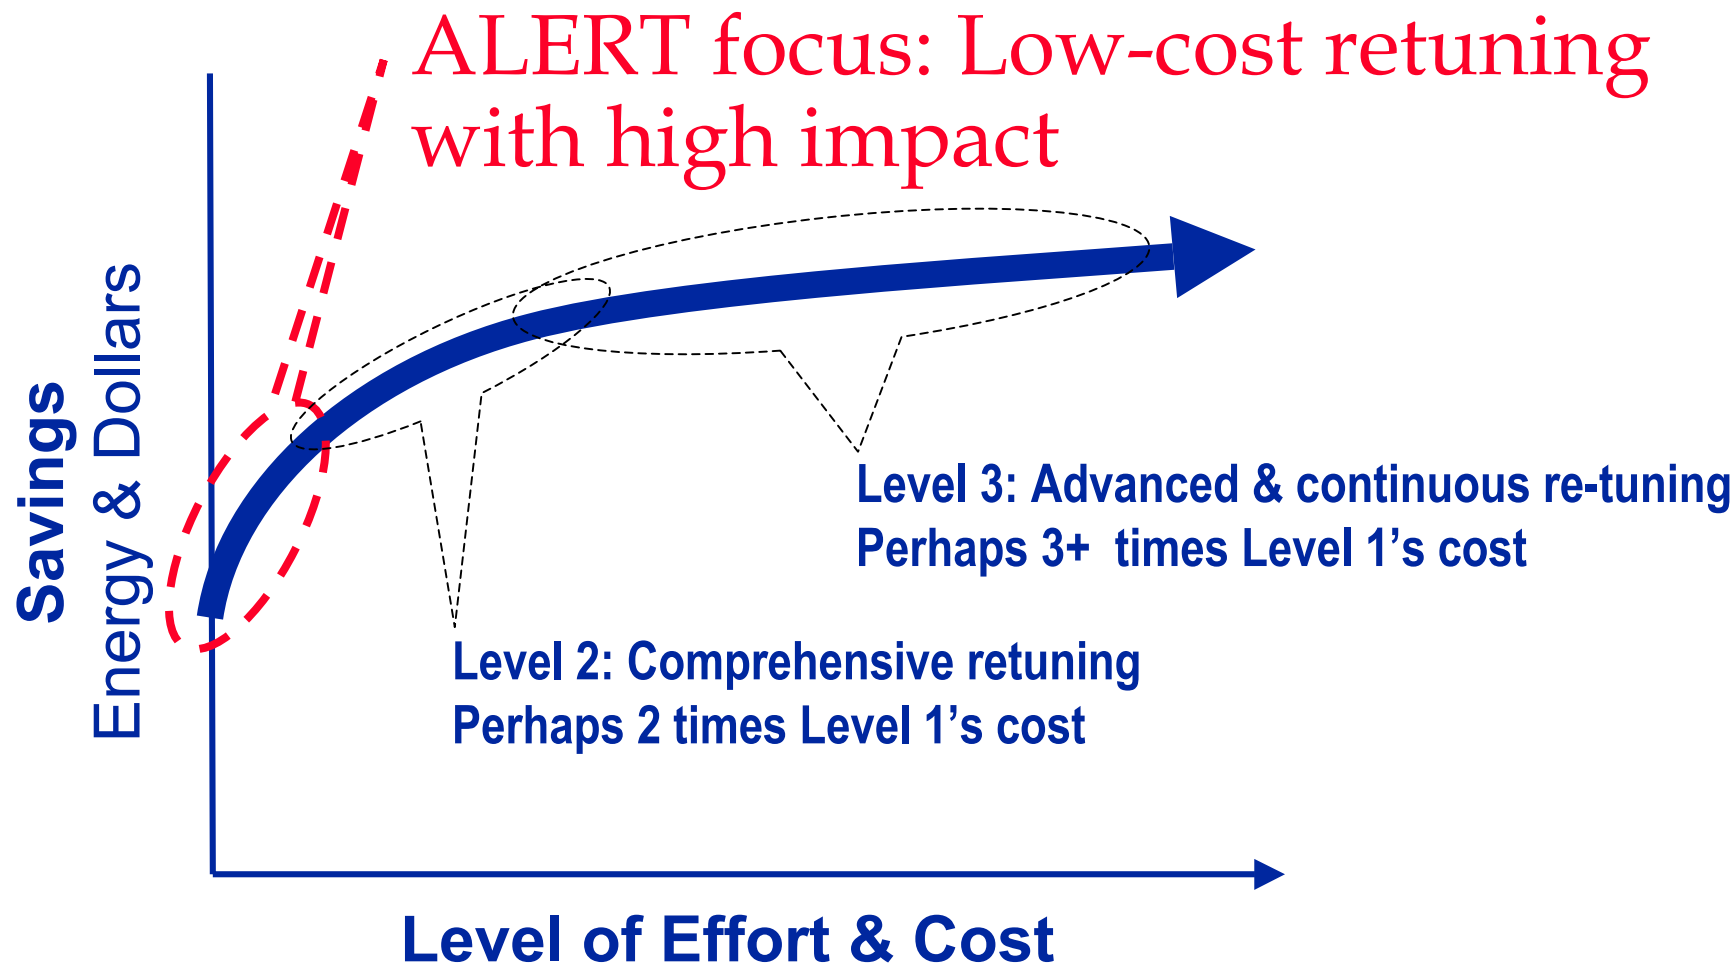 ALERT focus: Low-cost retuning
with high impact
Savings
Energy & Dollars
Level 3: Advanced & continuous re-tuning
Perhaps 3+ times Level 1’s cost
Level 2: Comprehensive retuning
Perhaps 2 times Level 1’s cost
Level of Effort & Cost